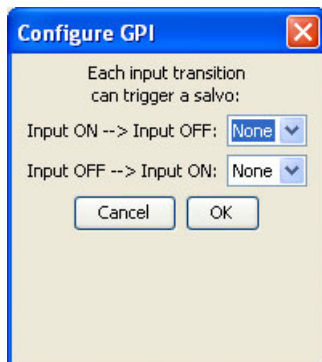 Configure GPI
Each input transition
can trigger a salvo:
Input ON --> Input OFF: None
Input OFF --> Input ON: None
Cancel OK